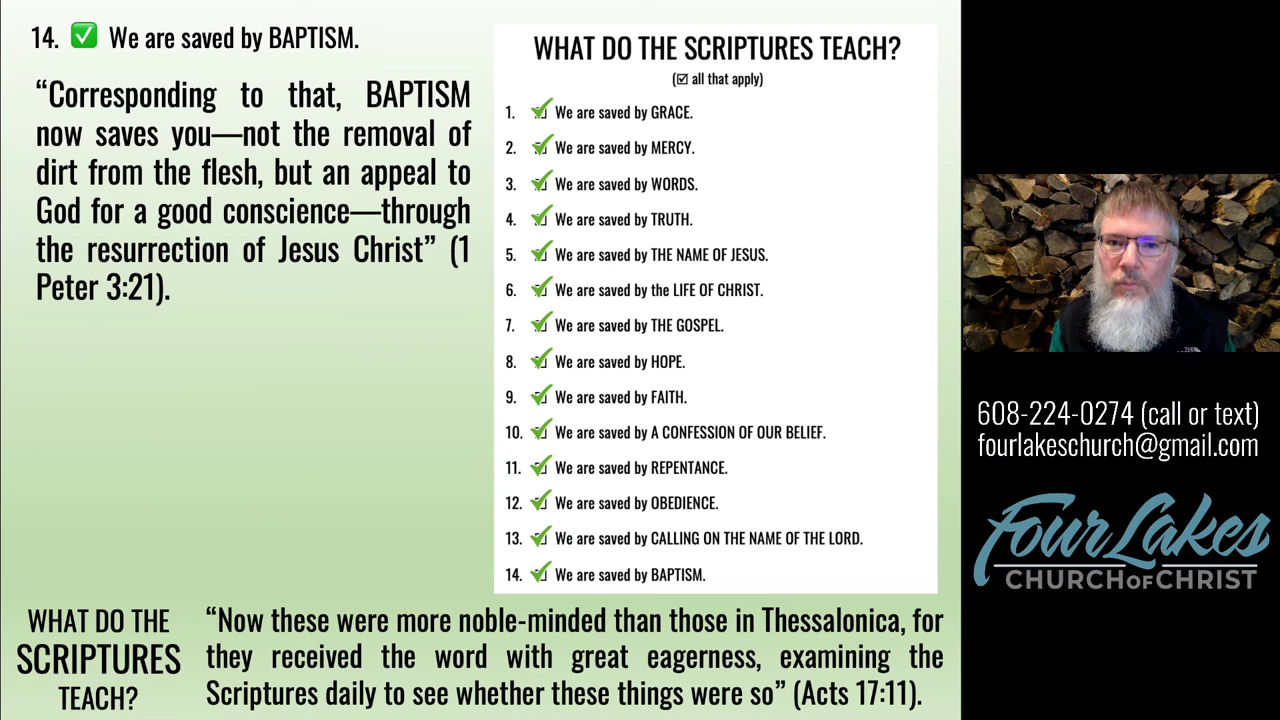 14. ✅ We are saved by BAPTISM.
“Corresponding to that, BAPTISM
now saves you—not the removal of
dirt from the flesh, but an appeal to
God for a good conscience—through
the resurrection of Jesus Christ” (1
Peter 3:21).
WHAT DO THE SCRIPTURES TEACH?
(☑ all that apply)
1. We are saved by GRACE.
2. We are saved by MERCY.
3. We are saved by WORDS.
4. We are saved by TRUTH.
5. We are saved by THE NAME OF JESUS.
6. We are saved by the LIFE OF CHRIST.
7. We are saved by THE GOSPEL.
8. We are saved by HOPE.
9. We are saved by FAITH.
10. We are saved by A CONFESSION OF OUR BELIEF.
11. We are saved by REPENTANCE.
12. We are saved by OBEDIENCE.
13. We are saved by CALLING ON THE NAME OF THE LORD.
14. We are saved by BAPTISM.
WHAT DO THE
SCRIPTURES
TEACH?
“Now these were more noble-minded than those in Thessalonica, for
they received the word with great eagerness, examining the
Scriptures daily to see whether these things were so” (Acts 17:11).
608-224-0274 (call or text)
fourlakeschurch@gmail.com
Four Lakes
CHURCH OF CHRIST